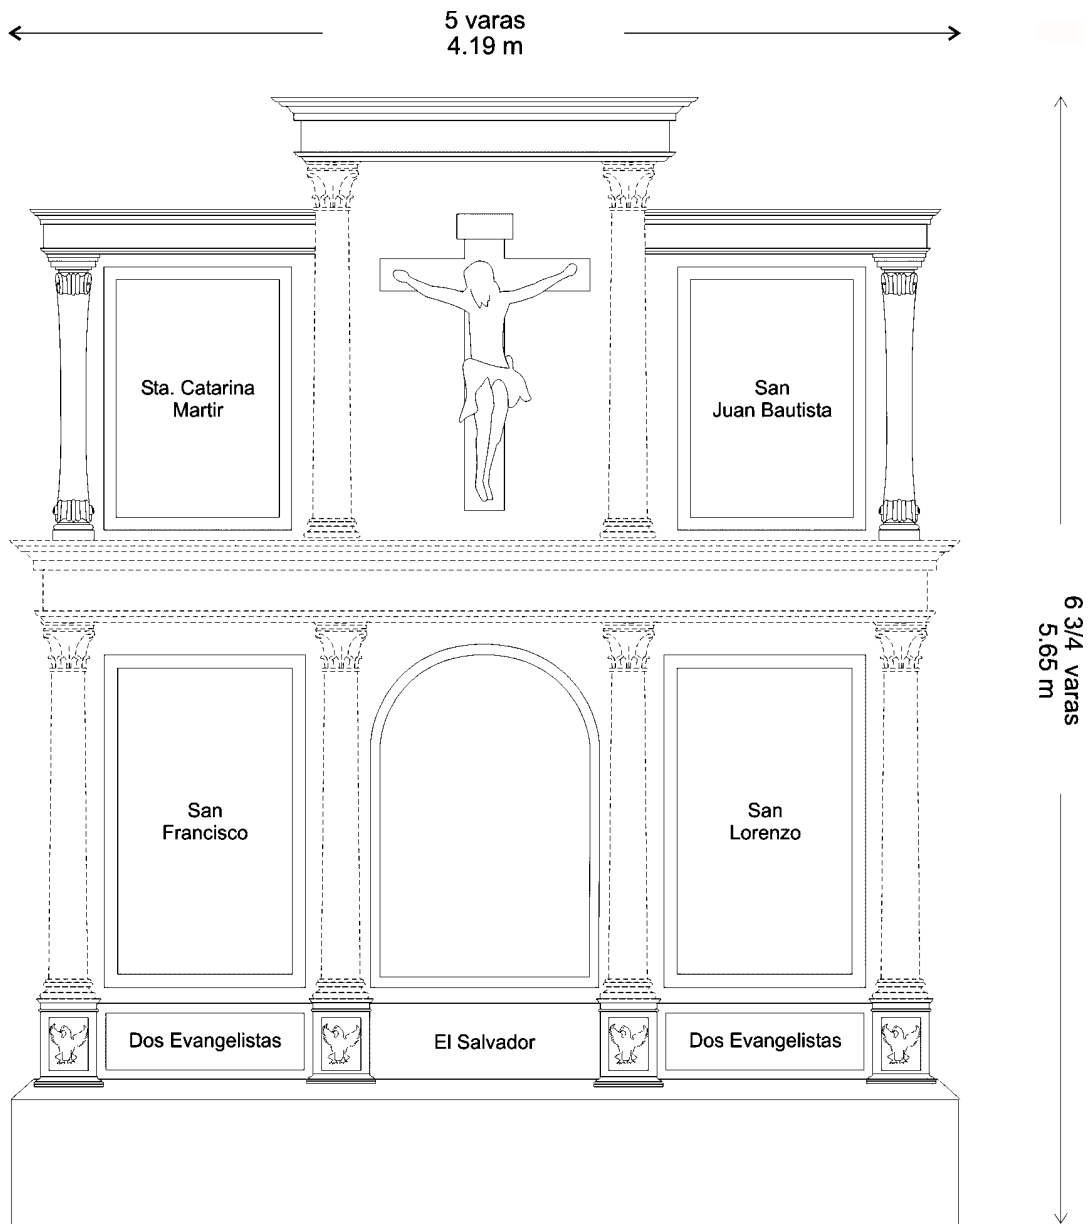 5 varas
4.19 m
Sta. Catarina
Martir
San
Juan Bautista
6 3/4 varas
5.65 m
San
Francisco
San
Lorenzo
Dos Evangelistas
El Salvador
Dos Evangelistas